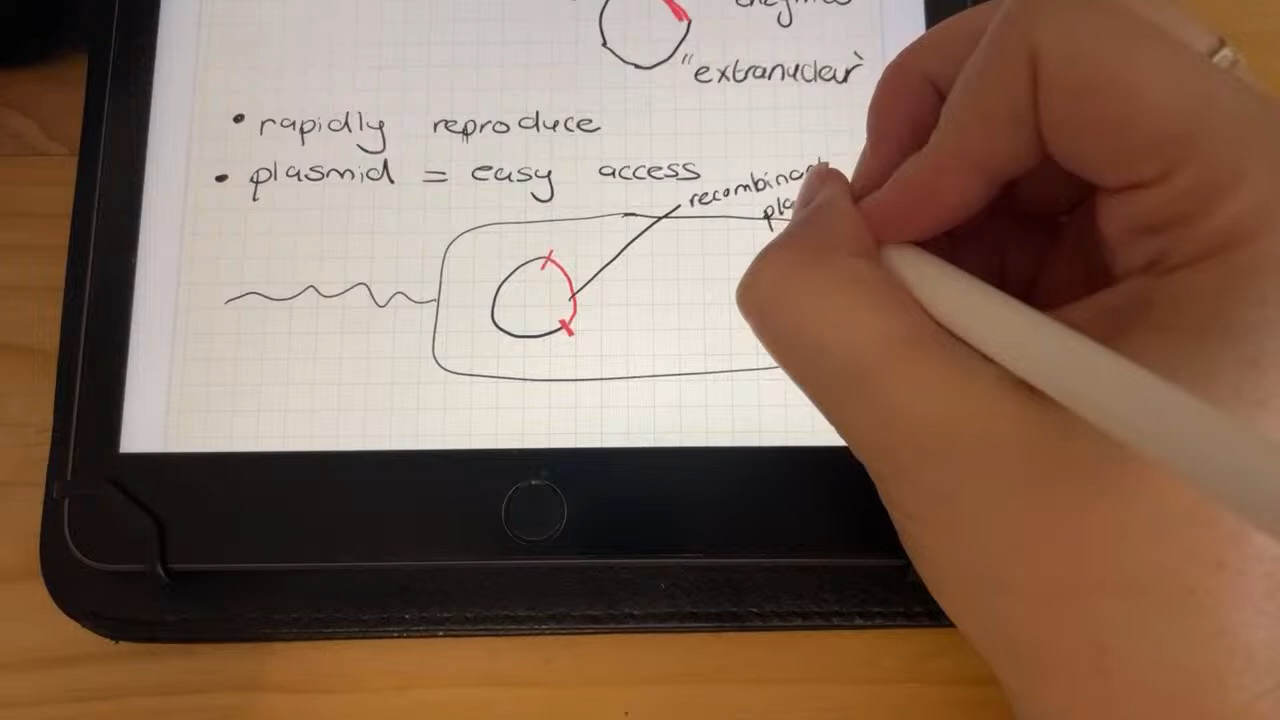 "extranuclear"
• rapidly reproduce
• plasmid = easy access